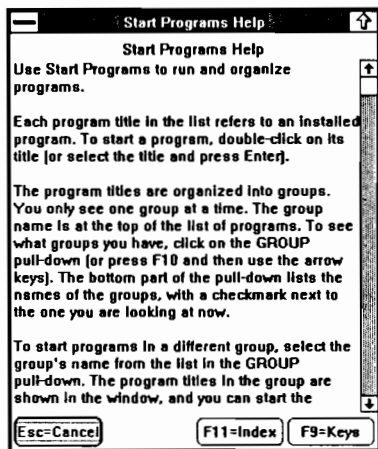 Start Programs Help
Start Programs Help
Use Start Programs to run and organize
programs.
Each program title in the list refers to an installed
program. To start a program, double-click on its
title (or select the title and press Enter).
The program titles are organized into groups.
You only see one group at a time. The group
name is at the top of the list of programs. To see
what groups you have, click on the GROUP
pull-down (or press F10 and then use the arrow
keys). The bottom part of the pull-down lists the
names of the groups, with a checkmark next to
the one you are looking at now.
To start programs in a different group, select the
group's name from the list in the GROUP
pull-down. The program titles in the group are
shown in the window, and you can start the
Esc=Cancel F11=Index F9=Keys